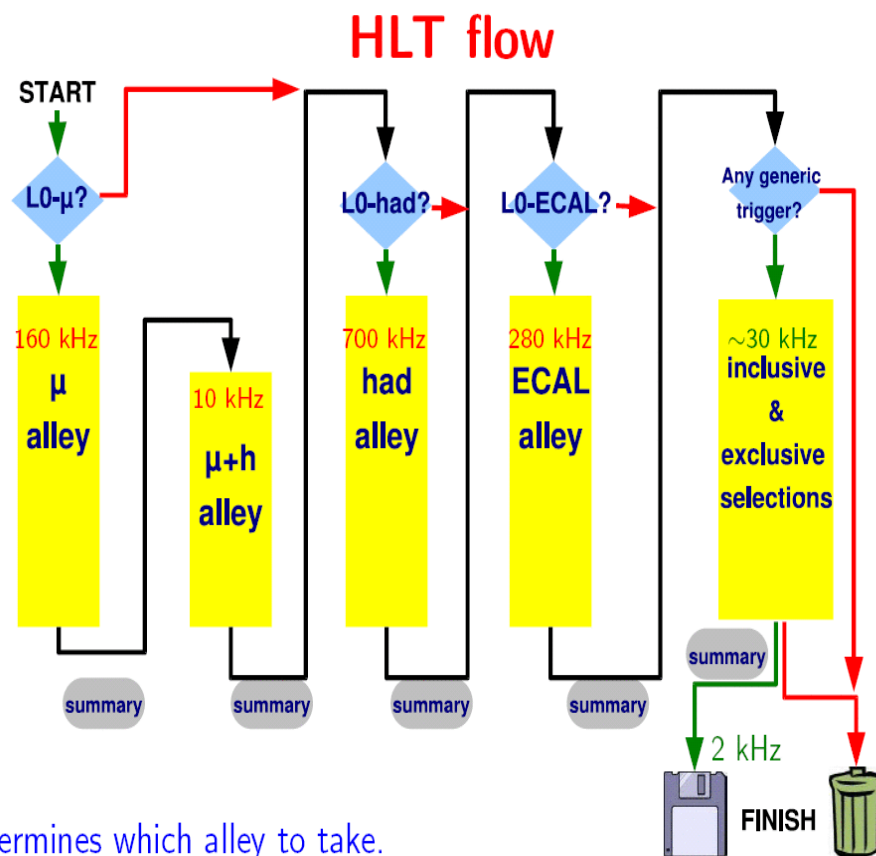 HLT flow
START
L0-μ?
L0-had?
L0-ECAL?
Any generic
trigger?
160 kHz
μ
alley
10 kHz
μ+h
alley
700 kHz
had
alley
280 kHz
ECAL
alley
~30 kHz
inclusive
&
exclusive
selections
summary
summary
summary
summary
summary
2 kHz
FINISH
ermines which alley to take.